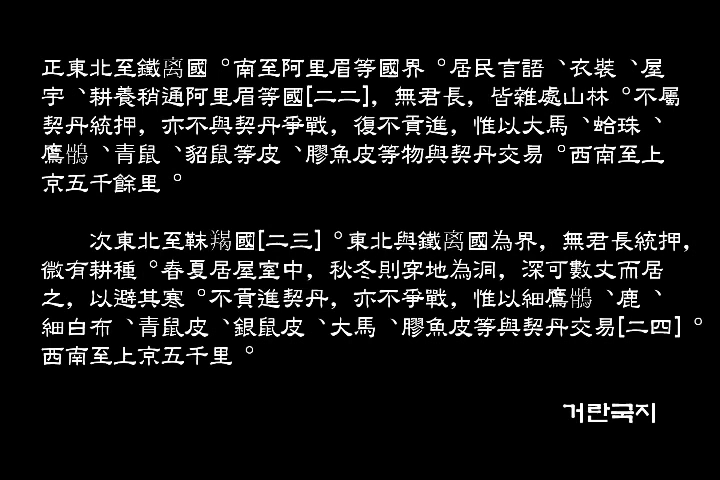 正東北至鐵离國。南至阿里眉等國界。居民言語、衣裝、屋
宇、耕養稍通阿里眉等國[二二]，無君長，皆雜處山林。不屬
契丹統押，亦不與契丹爭戰，復不貢進，惟以大馬、蛤珠、
鷹鶻、青鼠、貂鼠等皮、膠魚皮等物與契丹交易。西南至上
京五千餘里。
次東北至靺羯國[二三]。東北與鐵离國為界，無君長統押，
微有耕種。春夏居屋室中，秋冬則穿地為洞，深可數丈而居
之，以避其寒。不貢進契丹，亦不爭戰，惟以細鷹鶻、鹿、
細白布、青鼠皮、銀鼠皮、大馬、膠魚皮等與契丹交易[二四]。
西南至上京五千里。
거란국지